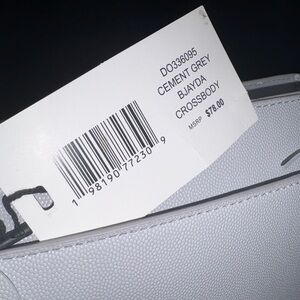 DO336095
CEMENT GREY
BJAYDA
CROSSBODY
MSRP $78.00
1 98190 77230 9